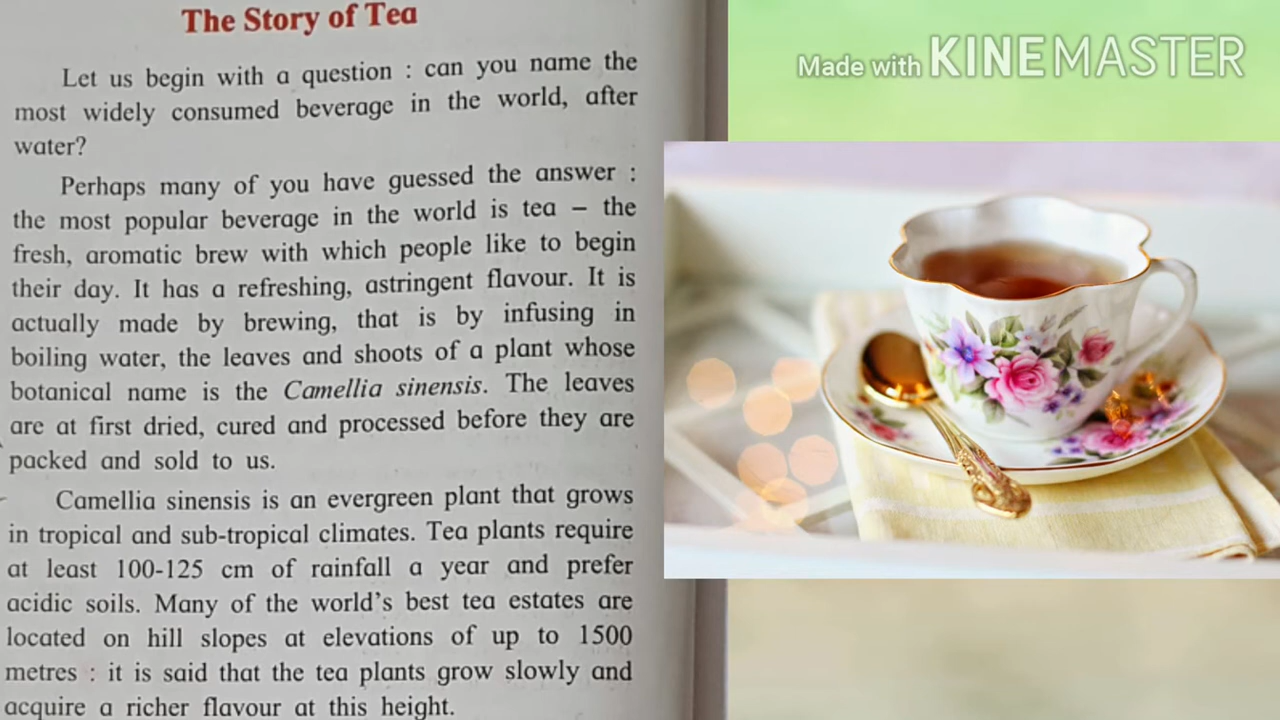 The Story of Tea
Let us begin with a question : can you name the
most widely consumed beverage in the world, after
water?
Perhaps many of you have guessed the answer :
the most popular beverage in the world is tea – the
fresh, aromatic brew with which people like to begin
their day. It has a refreshing, astringent flavour. It is
actually made by brewing, that is by infusing in
boiling water, the leaves and shoots of a plant whose
botanical name is the Camellia sinensis. The leaves
are at first dried, cured and processed before they are
packed and sold to us.
Camellia sinensis is an evergreen plant that grows
in tropical and sub-tropical climates. Tea plants require
at least 100-125 cm of rainfall a year and prefer
acidic soils. Many of the world's best tea estates are
located on hill slopes at elevations of up to 1500
metres : it is said that the tea plants grow slowly and
acquire a richer flavour at this height.
Made with KINEMASTER